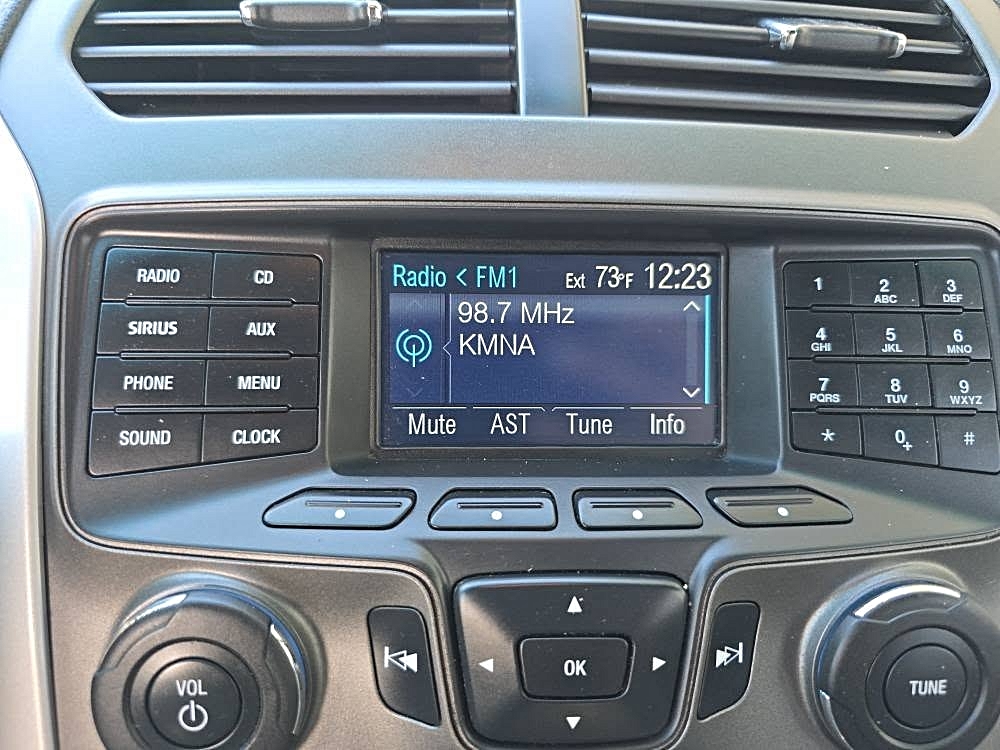 Radio < FM1 Ext 73°F 12:23
98.7 MHz
KMNA
Mute AST Tune Info
RADIO CD
SIRIUS AUX
PHONE MENU
SOUND CLOCK
1 2 ABC 3 DEF
4 GHI 5 JKL 6 MNO
7 PQRS 8 TUV 9 WXYZ
* 0+ #
VOL
OK
TUNE